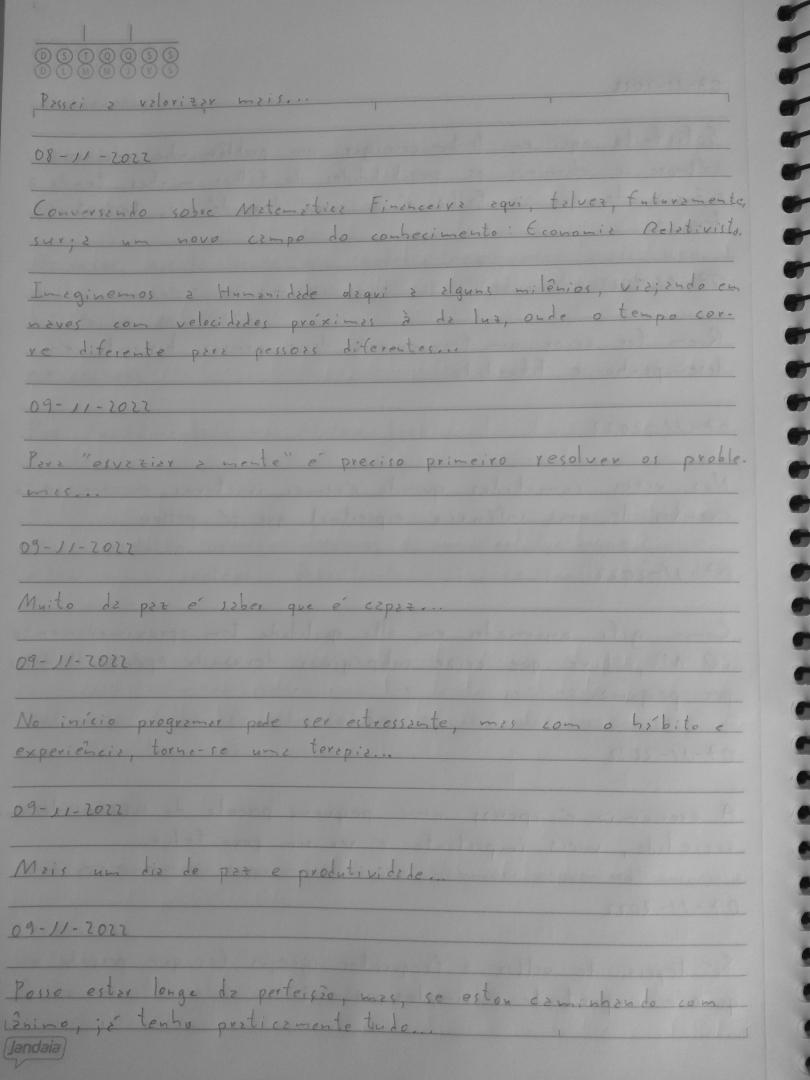 D S T Q Q S S
D L M M J V S
Passei a valorizar mais...
08-11-2022
Conversando sobre Matemática Financeira aqui, talvez, futuramente,
surja um novo campo do conhecimento: Economia Relativista.
Imaginemos a Humanidade daqui a alguns milênios, viajando em
naves com velocidades próximas à da luz, onde o tempo cor-
re diferente para pessoas diferentes...
09-11-2022
Para "esvaziar a mente" é preciso primeiro resolver os proble-
mas...
09-11-2022
Muito da paz é saber que é capaz...
09-11-2022
No início programar pode ser estressante, mas com o hábito e
experiência, torna-se uma terapia...
09-11-2022
Mais um dia de paz e produtividade...
09-11-2022
Posso estar longe da perfeição, mas, se estou caminhando com
ânimo, já tenho praticamente tudo...
Jandaia